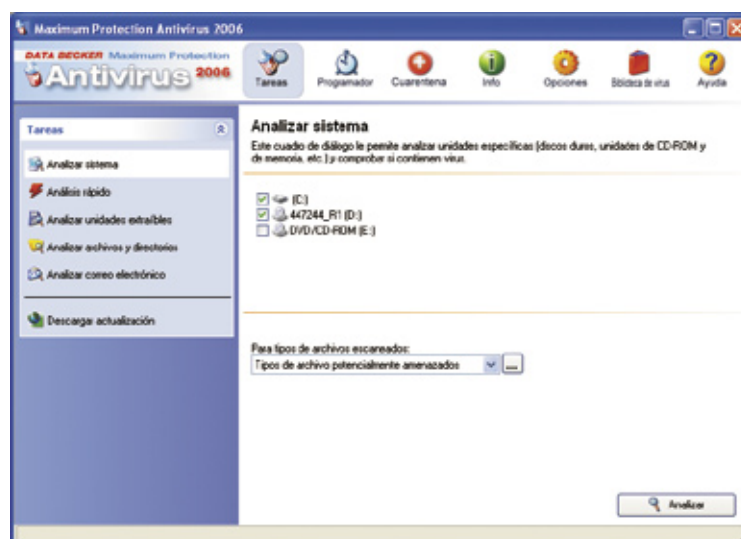 Maximum Protection Antivirus 2006
DATA BECKER Maximum Protection
Antivirus 2006
Tareas
Programador
Cuarentena
Info
Opciones
Biblioteca de virus
Ayuda
Tareas
Analizar sistema
Análisis rápido
Analizar unidades extraíbles
Analizar archivos y directorios
Analizar correo electrónico
Descargar actualización
Analizar sistema
Este cuadro de diálogo le permite analizar unidades específicas (discos duros, unidades de CD-ROM y
de memoria, etc.) y comprobar si contienen virus.
(C:)
447244_R1 (D:)
DVD/CD-ROM (E:)
Para tipos de archivos escaneados:
Tipos de archivo potencialmente amenazados
...
Analizar